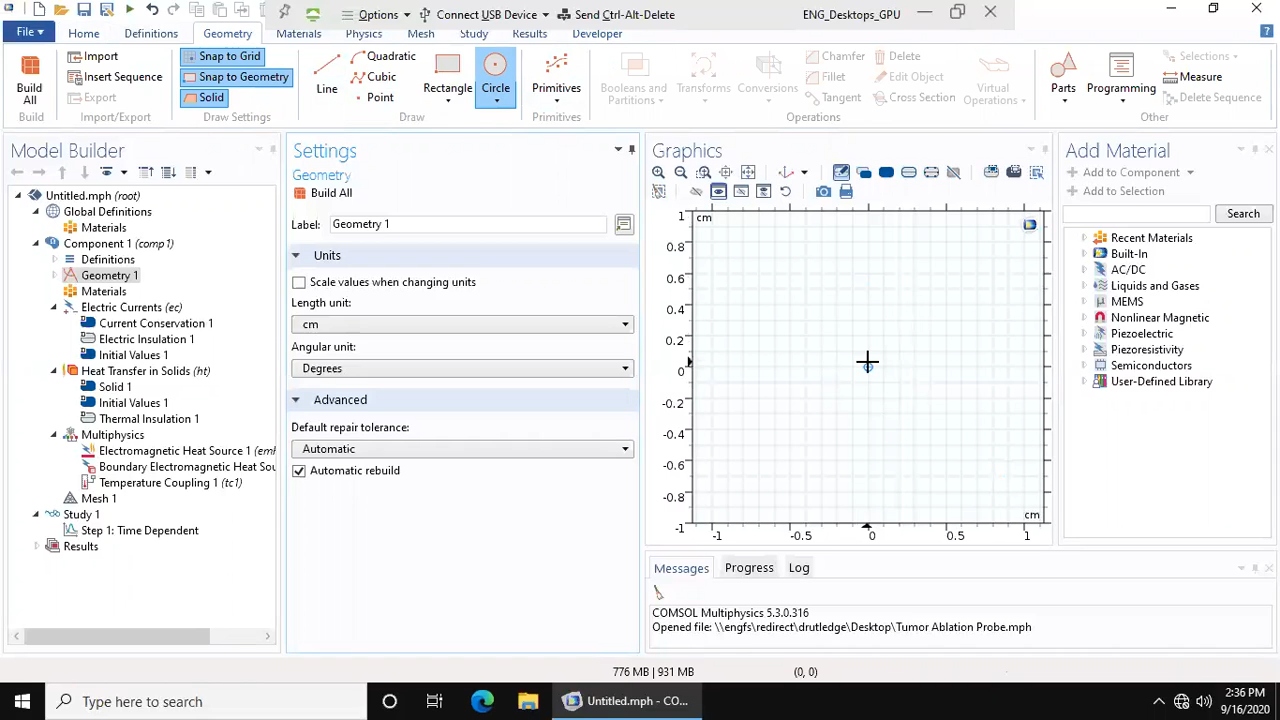 Options
Connect USB Device
Send Ctrl-Alt-Delete
ENG_Desktops_GPU
File
Home
Definitions
Geometry
Materials
Physics
Mesh
Study
Results
Developer
Build All
Build
Import
Insert Sequence
Export
Import/Export
Snap to Grid
Snap to Geometry
Solid
Draw Settings
Line
Quadratic
Cubic
Point
Rectangle
Circle
Draw
Primitives
Primitives
Booleans and Partitions
Transforms
Conversions
Chamfer
Fillet
Tangent
Delete
Edit Object
Cross Section
Virtual Operations
Operations
Parts
Programming
Selections
Measure
Delete Sequence
Other
Model Builder
Untitled.mph (root)
Global Definitions
Materials
Component 1 (comp1)
Definitions
Geometry 1
Materials
Electric Currents (ec)
Current Conservation 1
Electric Insulation 1
Initial Values 1
Heat Transfer in Solids (ht)
Solid 1
Initial Values 1
Thermal Insulation 1
Multiphysics
Electromagnetic Heat Source 1 (emh
Boundary Electromagnetic Heat Sou
Temperature Coupling 1 (tc1)
Mesh 1
Study 1
Step 1: Time Dependent
Results
Settings
Geometry
Build All
Label: Geometry 1
Units
Scale values when changing units
Length unit:
cm
Angular unit:
Degrees
Advanced
Default repair tolerance:
Automatic
Automatic rebuild
Graphics
cm
1
0.8
0.6
0.4
0.2
0
-0.2
-0.4
-0.6
-0.8
-1
cm
-1 -0.5 0 0.5 1
Messages Progress Log
COMSOL Multiphysics 5.3.0.316
Opened file: \\engfs\redirect\drutledge\Desktop\Tumor Ablation Probe.mph
Add Material
Add to Component
Add to Selection
Search
Recent Materials
Built-In
AC/DC
Liquids and Gases
MEMS
Nonlinear Magnetic
Piezoelectric
Piezoresistivity
Semiconductors
User-Defined Library
776 MB | 931 MB
(0, 0)
Type here to search
Untitled.mph - CO...
2:36 PM
9/16/2020